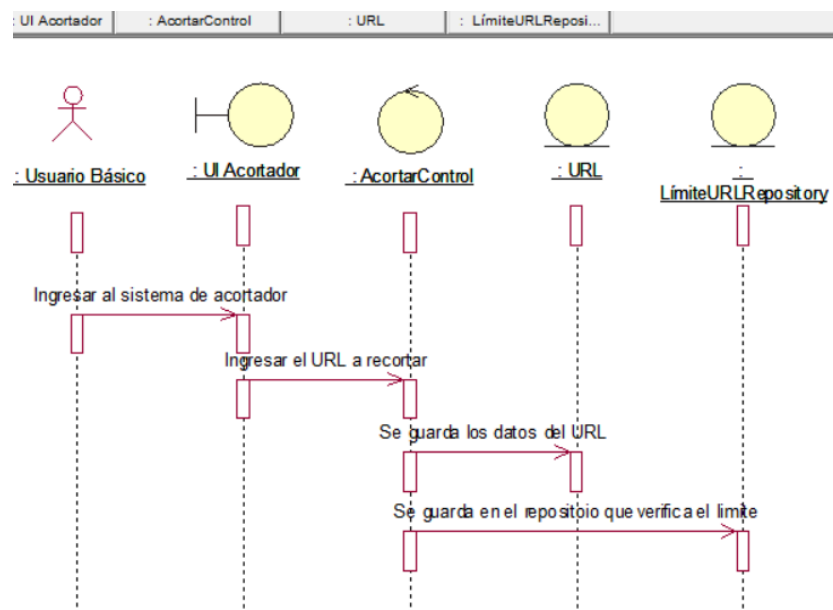 : UI Acortador
: AcortarControl
: URL
: LímiteURLReposi...
: Usuario Básico
: UI Acortador
: AcortarControl
: URL
:
LímiteURLRepository
Ingresar al sistema de acortador
Ingresar el URL a recortar
Se guarda los datos del URL
Se guarda en el repositoio que verifica el limite